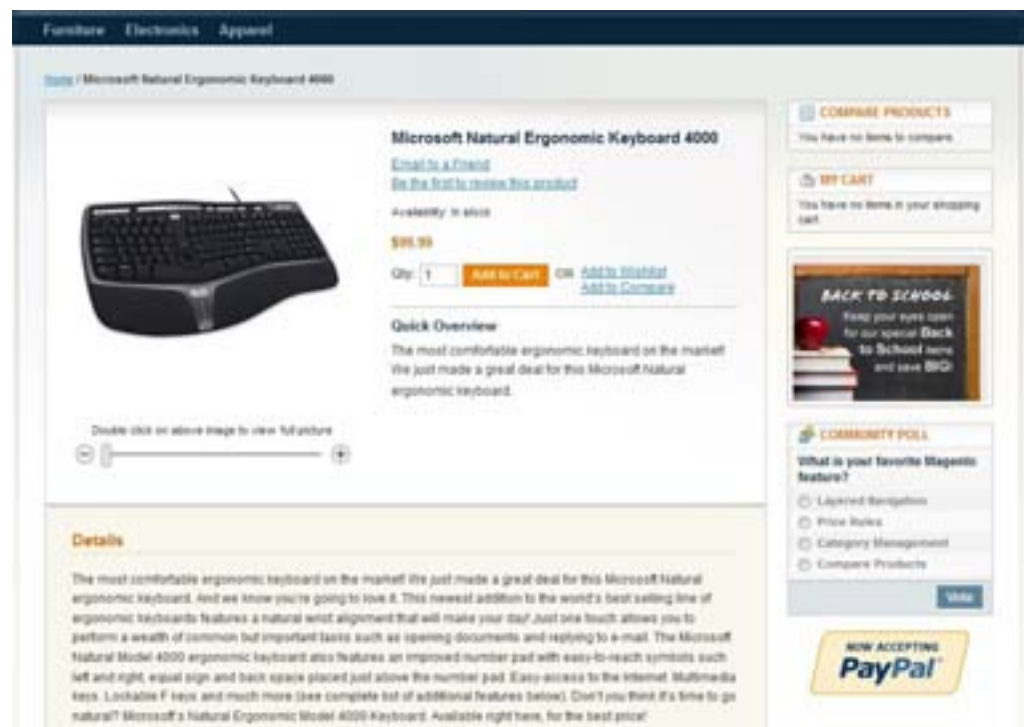 Furniture Electronics Apparel
Home / Microsoft Natural Ergonomic Keyboard 4000
Microsoft Natural Ergonomic Keyboard 4000
Email to a Friend
Be the first to review this product
Availability: In stock
$99.99
Qty: 1 Add to Cart OR Add to Wishlist
Add to Compare
Quick Overview
The most comfortable ergonomic keyboard on the market!
We just made a great deal for this Microsoft Natural
ergonomic keyboard.
Double click on above image to view full picture
Details
The most comfortable ergonomic keyboard on the market! We just made a great deal for this Microsoft Natural
ergonomic keyboard. And we know you're going to love it. This newest addition to the world's best selling line of
ergonomic keyboards features a natural wrist alignment that will make your day! Just one touch allows you to
perform a wealth of common but important tasks such as opening documents and replying to e-mail. The Microsoft
Natural Model 4000 ergonomic keyboard also features an improved number pad with easy-to-reach symbols such
left and right, equal sign and back space placed just above the number pad. Easy-access to the Internet Multimedia
keys. Lockable F keys and much more (see complete list of additional features below). Don't you think it's time to go
natural? Microsoft's Natural Ergonomic Model 4000 Keyboard. Available right here, for the best price!
COMPARE PRODUCTS
You have no items to compare.
MY CART
You have no items in your shopping
cart.
BACK TO SCHOOL
Keep your eyes open
for our special Back
to School items
and save BIG!
COMMUNITY POLL
What is your favorite Magento
feature?
Layered Navigation
Price Rules
Category Management
Compare Products
Vote
NOW ACCEPTING
PayPal